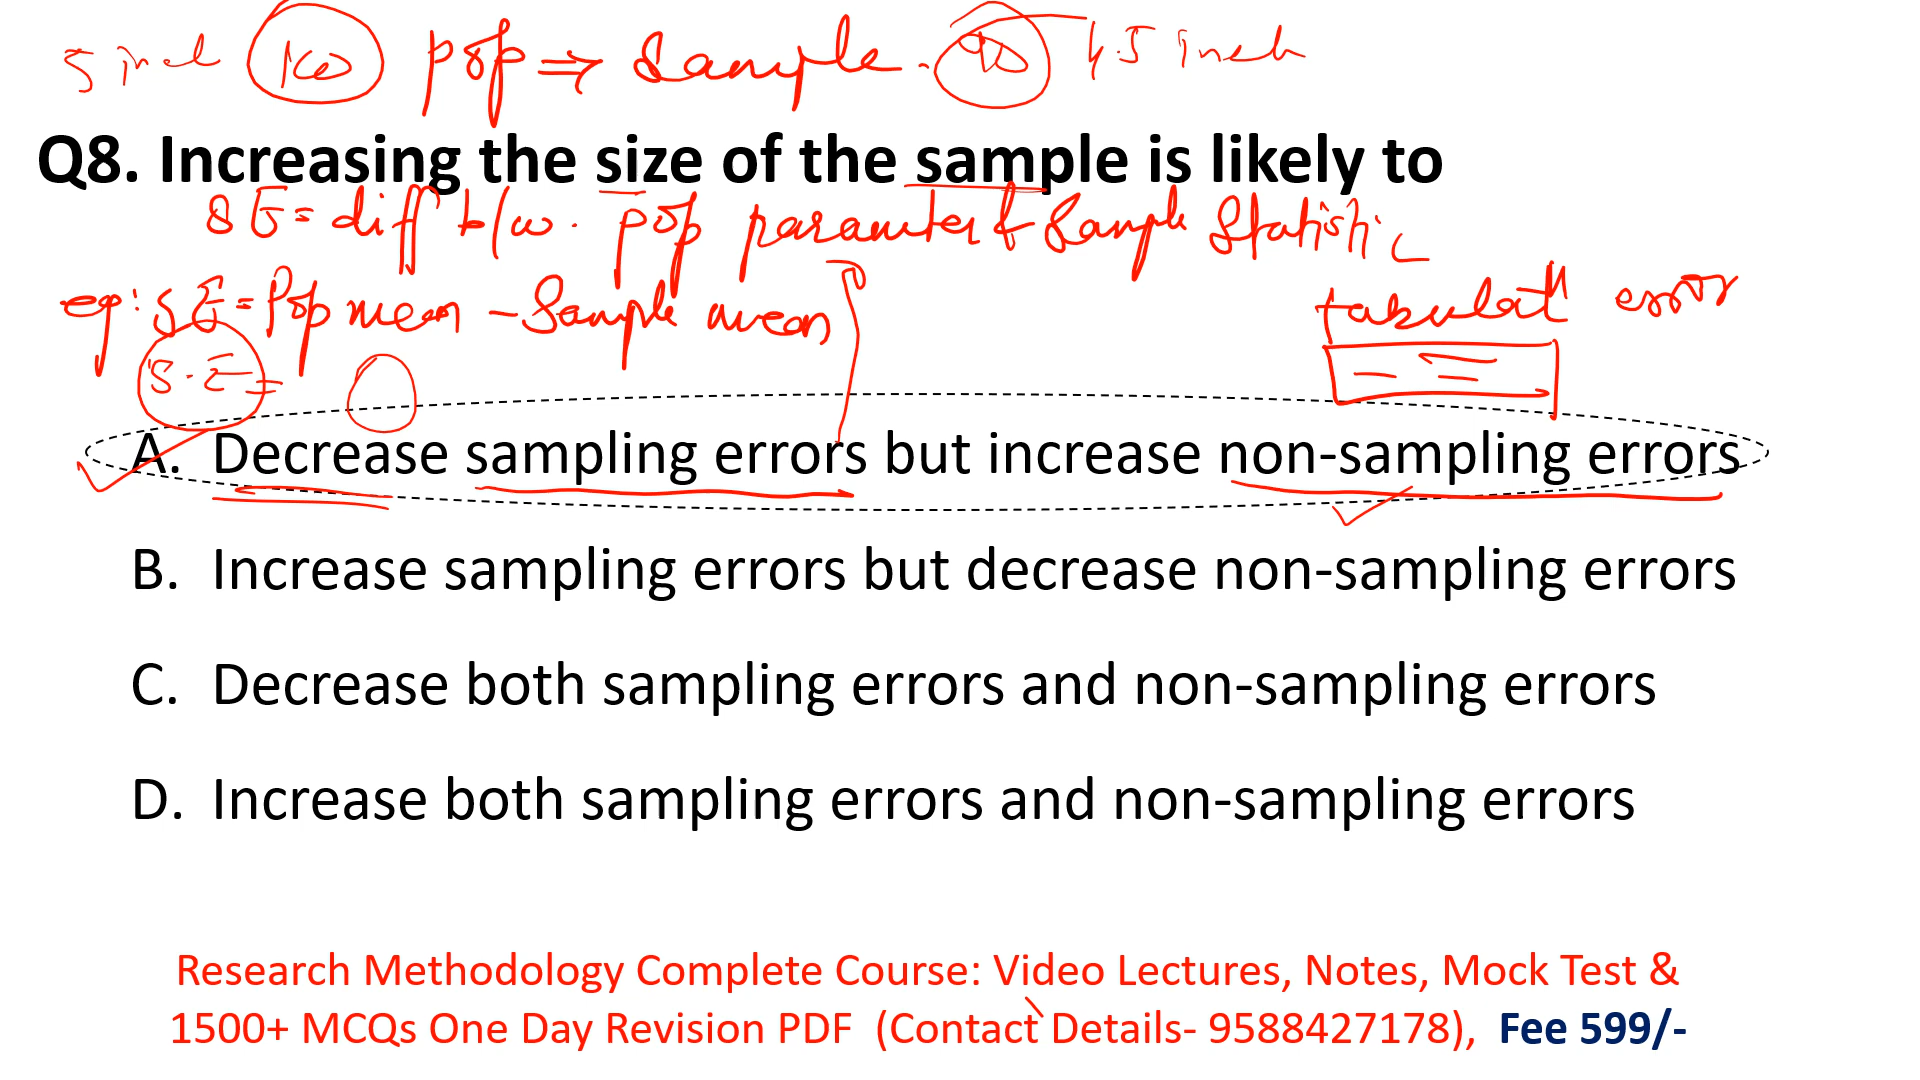 5 inch 100 pop ⇒ Sample. 45 inch
Q8. Increasing the size of the sample is likely to
SE = diff b/w. pop parameter & Sample Statistic
eg: SE = Pop mean - Sample mean
tabulatn error
S.E =
A. Decrease sampling errors but increase non-sampling errors
B. Increase sampling errors but decrease non-sampling errors
C. Decrease both sampling errors and non-sampling errors
D. Increase both sampling errors and non-sampling errors
Research Methodology Complete Course: Video Lectures, Notes, Mock Test &
1500+ MCQs One Day Revision PDF (Contact Details- 9588427178), Fee 599/-